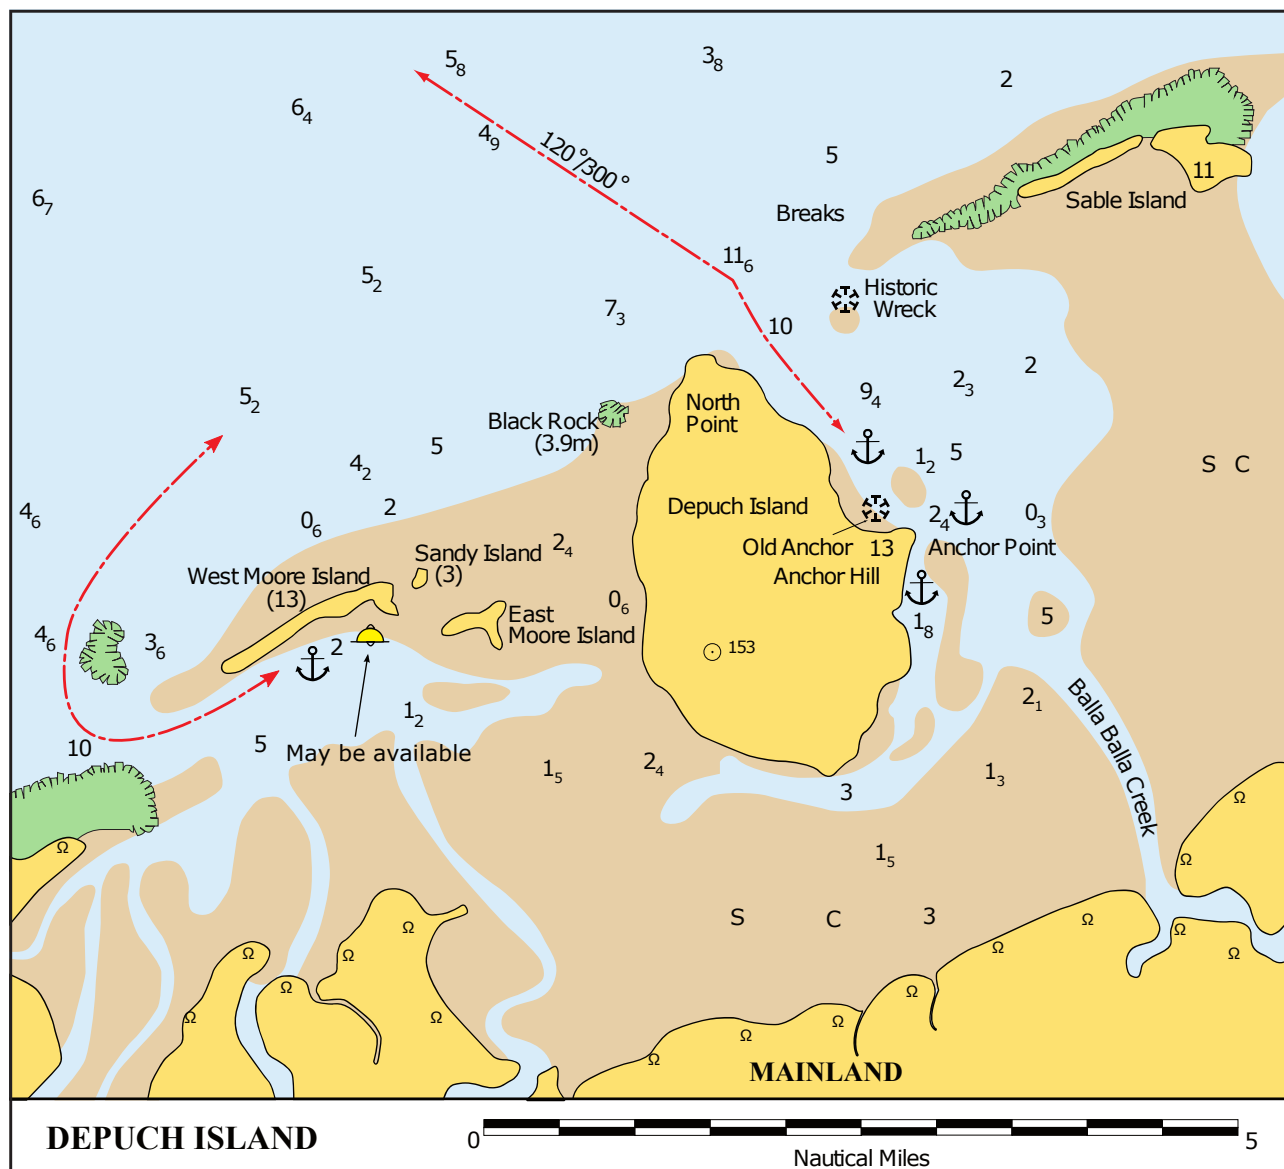 5₈
3₈
2
6₄
4₉
120°/300°
5
11
6₇
Breaks
Sable Island
11₆
5₂
Historic
Wreck
7₃
10
2₃
2
5₂
9₄
North
Point
Black Rock
(3.9m)
5
4₂
1₂
5
S C
2
4₆
0₆
Depuch Island
2₄
0₃
2₄
Old Anchor
13
Anchor Point
Sandy Island
(3)
West Moore Island
(13)
Anchor Hill
0₆
East
Moore Island
5
1₈
4₆
3₆
2
153
2₁
1₂
Balla Balla Creek
10
5
May be available
1₅
2₄
1₃
3
Ω
Ω
1₅
Ω
S
C
3
Ω
Ω
Ω
Ω
Ω
Ω
Ω
Ω
Ω
Ω
Ω
Ω
Ω
Ω
MAINLAND
DEPUCH ISLAND
0
5
Nautical Miles